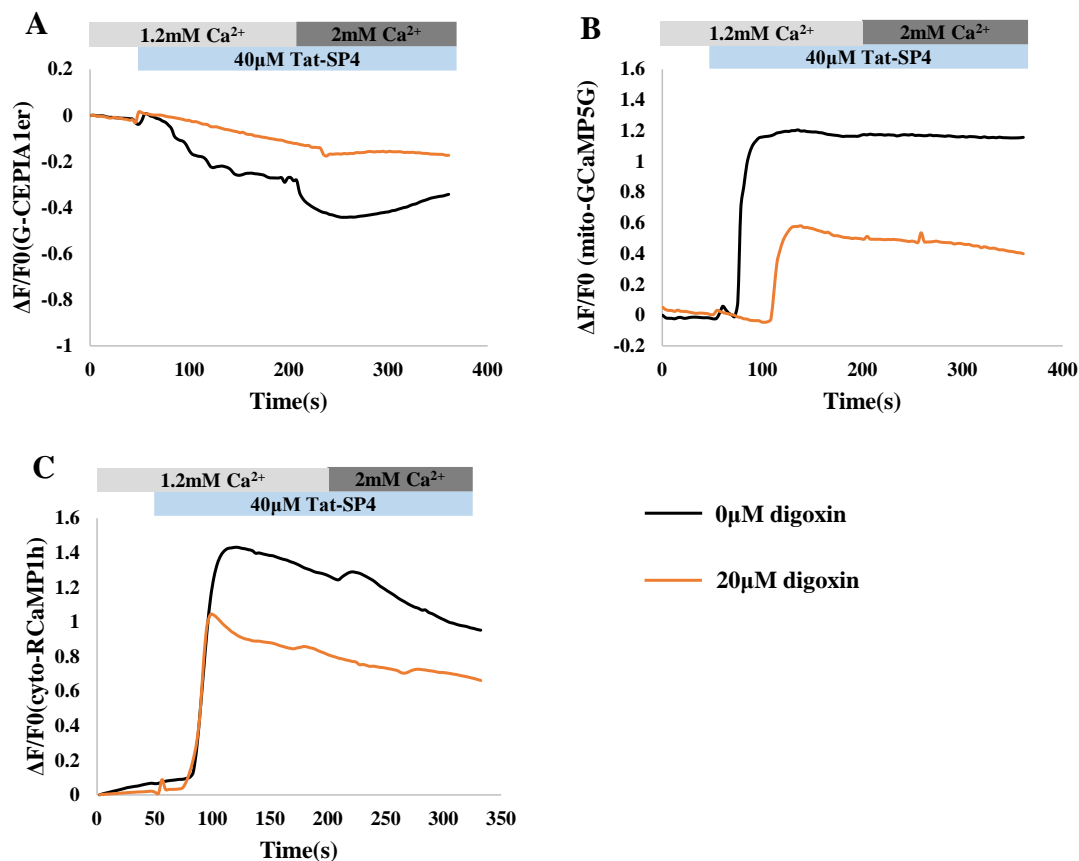 A
1.2mM Ca²⁺
2mM Ca²⁺
40μM Tat-SP4
ΔF/F0(G-CEPIA1er)
0.2
0
-0.2
-0.4
-0.6
-0.8
-1
0
100
200
300
400
Time(s)
B
1.2mM Ca²⁺
2mM Ca²⁺
40μM Tat-SP4
ΔF/F0 (mito-GCaMP5G)
1.6
1.4
1.2
1
0.8
0.6
0.4
0.2
0
-0.2
0
100
200
300
400
Time(s)
C
1.2mM Ca²⁺
2mM Ca²⁺
40μM Tat-SP4
ΔF/F0(cyto-RCaMP1h)
1.6
1.4
1.2
1
0.8
0.6
0.4
0.2
0
0
50
100
150
200
250
300
350
Time(s)
0μM digoxin
20μM digoxin